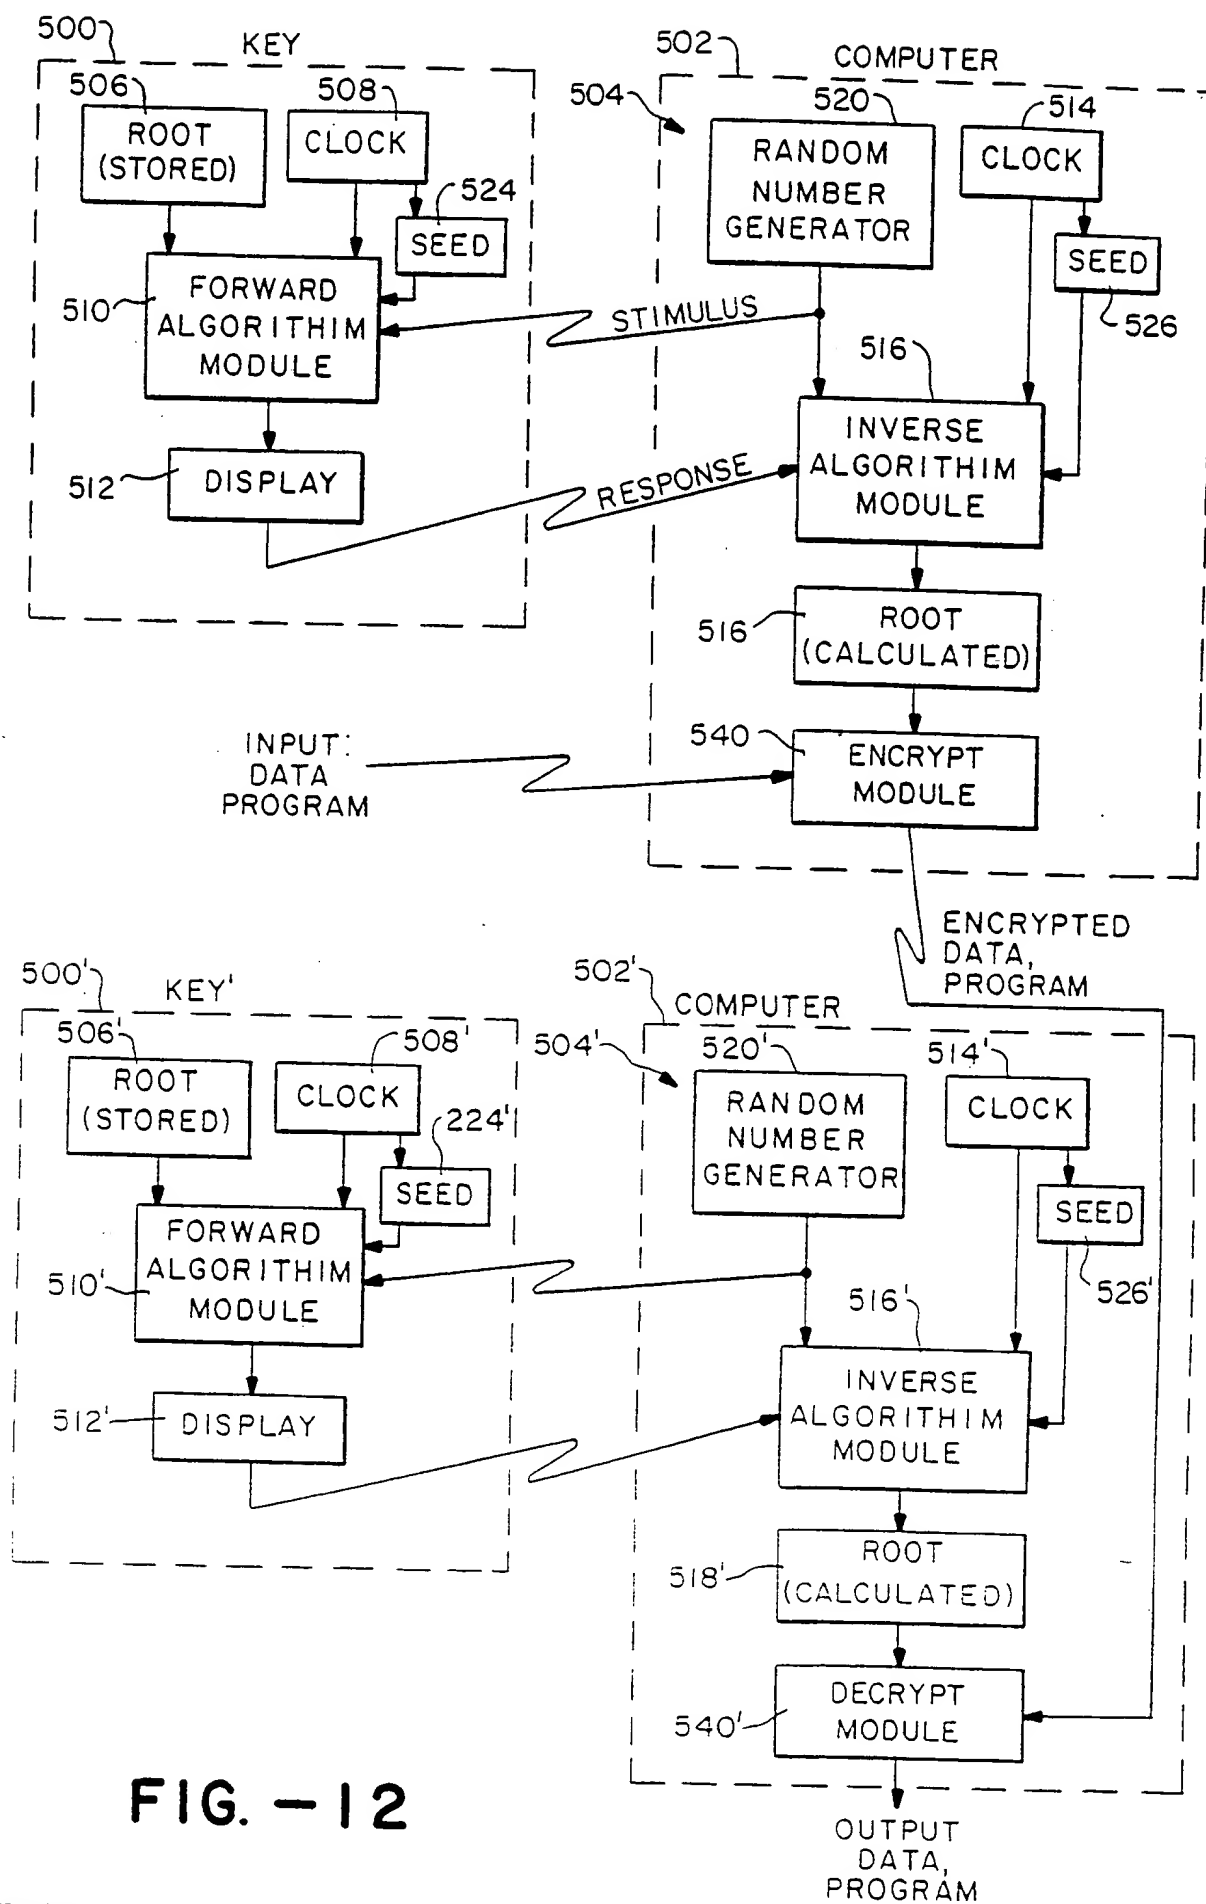 500
KEY
506
508
ROOT
(STORED)
CLOCK
524
SEED
510
FORWARD
ALGORITHIM
MODULE
512
DISPLAY
502
COMPUTER
504
520
514
RANDOM
NUMBER
GENERATOR
CLOCK
SEED
526
STIMULUS
516
INVERSE
ALGORITHIM
MODULE
RESPONSE
516
ROOT
(CALCULATED)
540
ENCRYPT
MODULE
INPUT:
DATA
PROGRAM
ENCRYPTED
DATA,
PROGRAM
500'
KEY'
506'
508'
ROOT
(STORED)
CLOCK
224'
SEED
510'
FORWARD
ALGORITHIM
MODULE
512'
DISPLAY
502'
COMPUTER
504'
520'
514'
RANDOM
NUMBER
GENERATOR
CLOCK
SEED
526'
516'
INVERSE
ALGORITHIM
MODULE
518'
ROOT
(CALCULATED)
540'
DECRYPT
MODULE
OUTPUT
DATA,
PROGRAM
FIG. -12